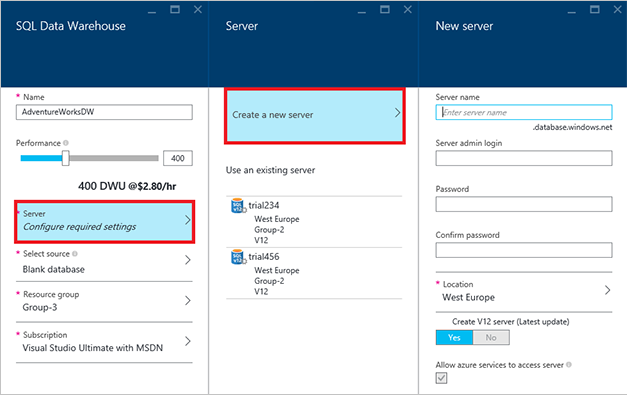 SQL Data Warehouse
* Name
AdventureWorksDW
Performance
400
400 DWU @$2.80/hr
* Server
Configure required settings
* Select source
Blank database
* Resource group
Group-3
* Subscription
Visual Studio Ultimate with MSDN
Server
Create a new server
Use an existing server
SQL V12 trial234
West Europe
Group-2
V12
SQL V12 trial456
West Europe
Group-2
V12
New server
Server name
Enter server name
.database.windows.net
Server admin login
Password
Confirm password
* Location
West Europe
Create V12 server (Latest update)
Yes No
Allow azure services to access server